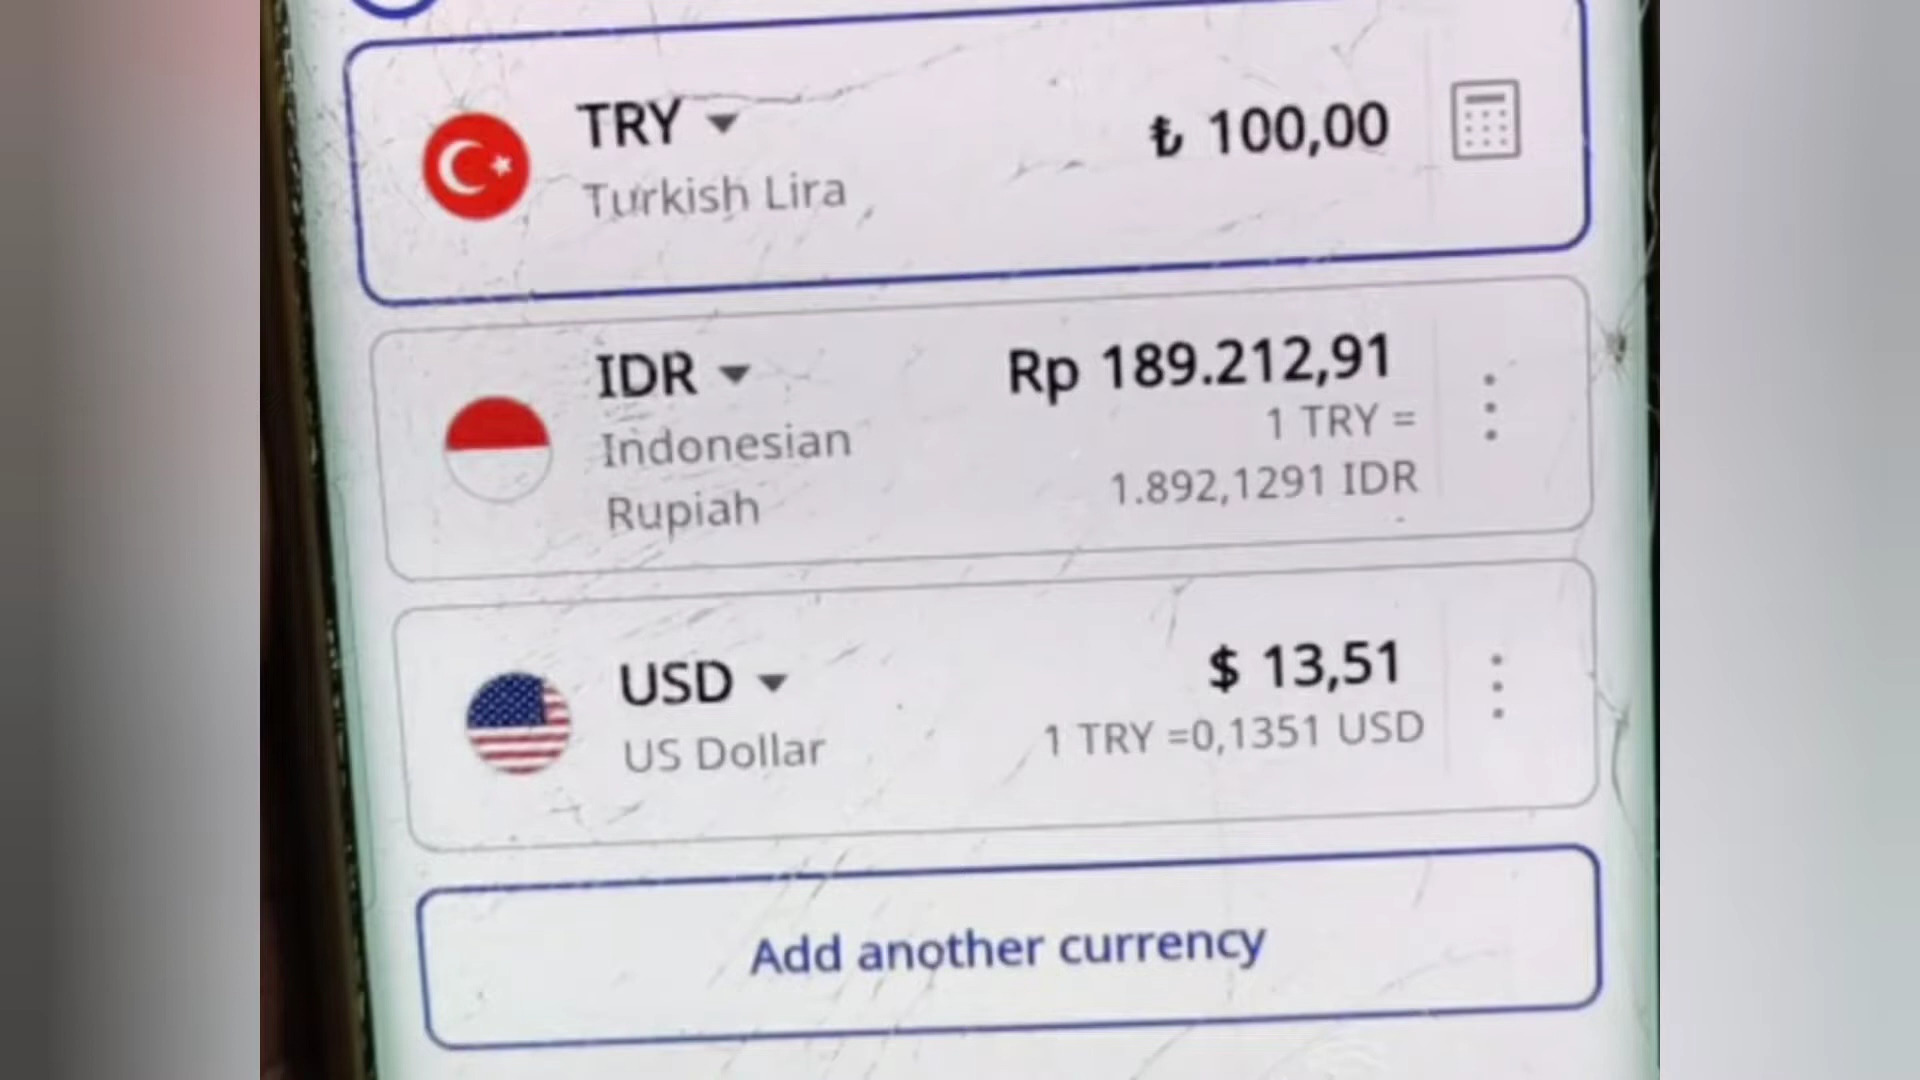 TRY
₺ 100,00
Turkish Lira
IDR
Rp 189.212,91
1 TRY =
Indonesian
1.892,1291 IDR
Rupiah
USD
$ 13,51
US Dollar
1 TRY =0,1351 USD
Add another currency